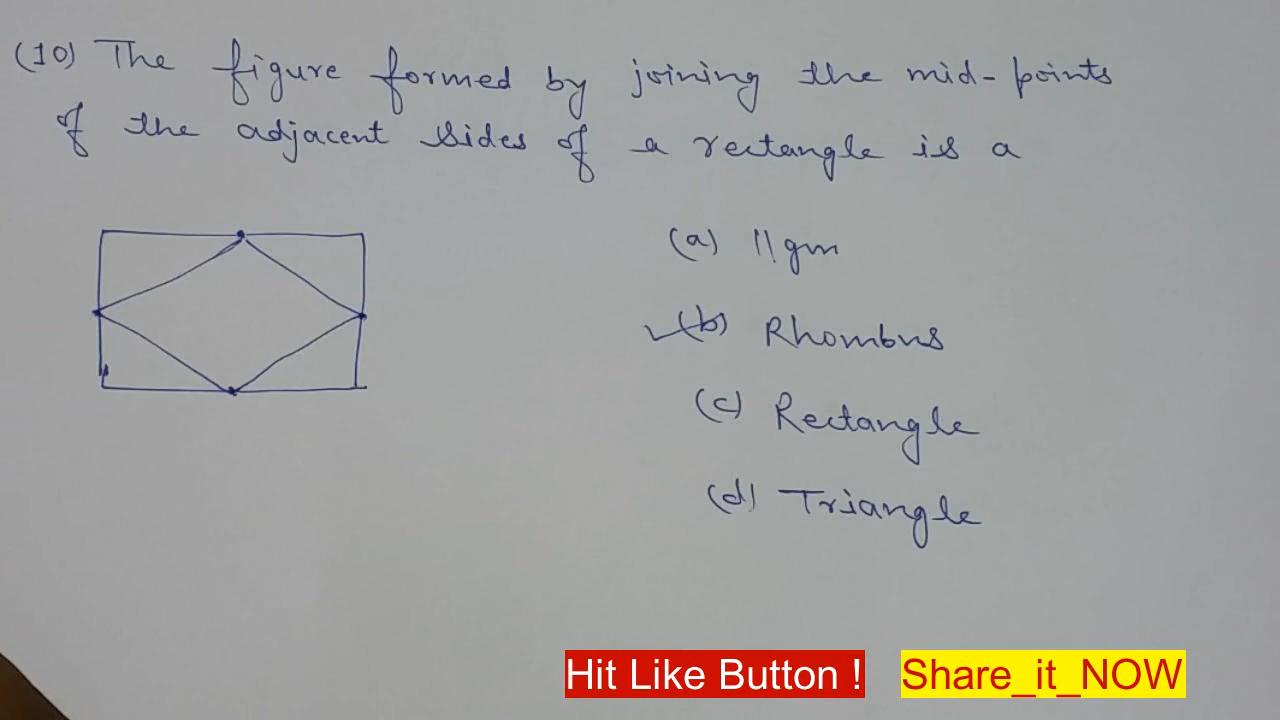 (10) The figure formed by joining the mid-points
of the adjacent sides of a rectangle is a
(a) ||gm
(b) Rhombus
(c) Rectangle
(d) Triangle
Hit Like Button ! Share_it_NOW